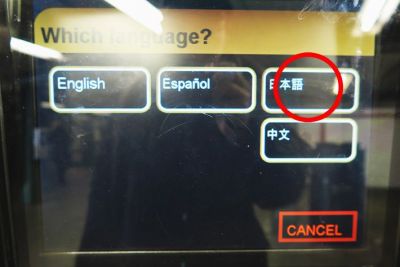 Which language?
English Español 日本語
中文
CANCEL